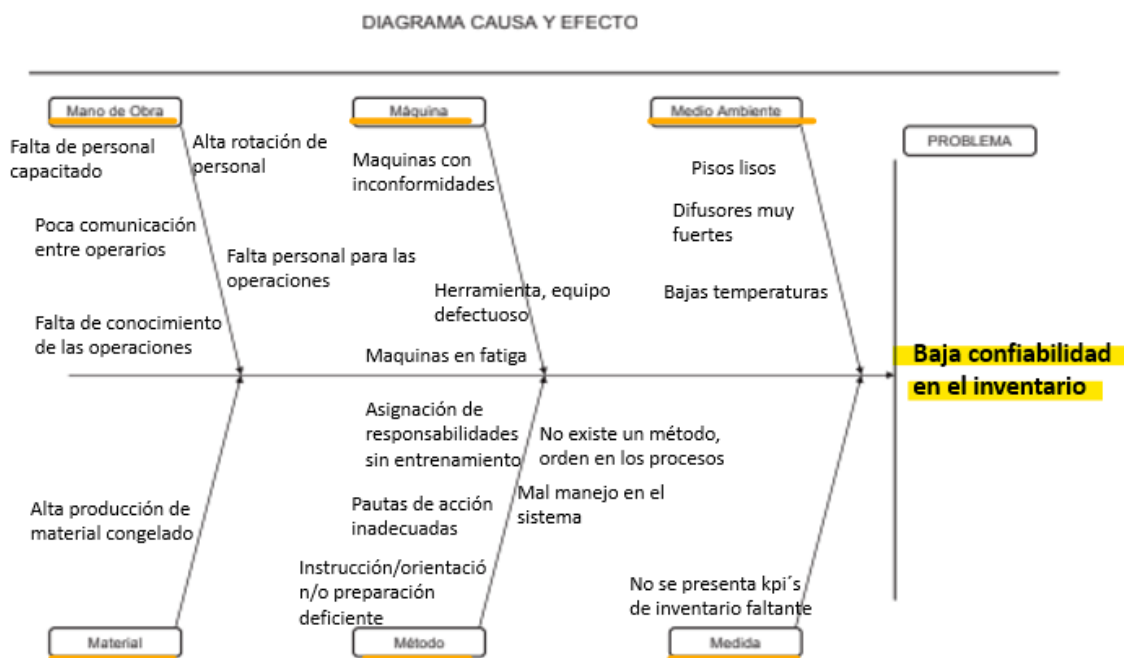 DIAGRAMA CAUSA Y EFECTO
Mano de Obra
Máquina
Medio Ambiente
PROBLEMA
Falta de personal
capacitado
Alta rotación de
personal
Poca comunicación
entre operarios
Falta personal para las
operaciones
Falta de conocimiento
de las operaciones
Maquinas con
inconformidades
Herramienta, equipo
defectuoso
Maquinas en fatiga
Pisos lisos
Difusores muy
fuertes
Bajas temperaturas
Baja confiabilidad
en el inventario
Alta producción de
material congelado
Asignación de
responsabilidades
sin entrenamiento
No existe un método,
orden en los procesos
Pautas de acción
inadecuadas
Mal manejo en el
sistema
Instrucción/orientació
n/o preparación
deficiente
No se presenta kpi´s
de inventario faltante
Material
Método
Medida